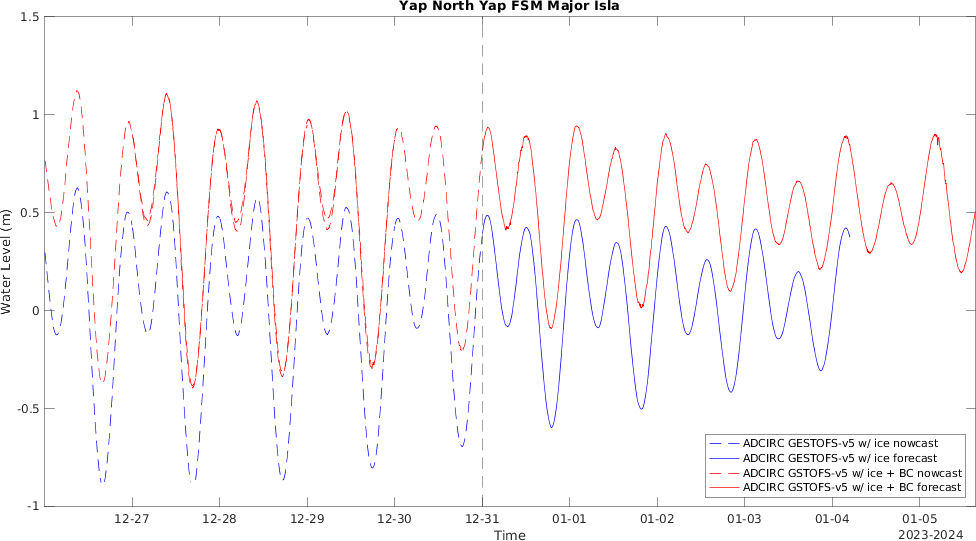 Yap North Yap FSM Major Isla
Water Level (m)
1.5
1
0.5
0
-0.5
-1
12-27
12-28
12-29
12-30
12-31
01-01
01-02
01-03
01-04
01-05
Time
2023-2024
ADCIRC GESTOFS-v5 w/ ice nowcast
ADCIRC GESTOFS-v5 w/ ice forecast
ADCIRC GSTOFS-v5 w/ ice + BC nowcast
ADCIRC GSTOFS-v5 w/ ice + BC forecast